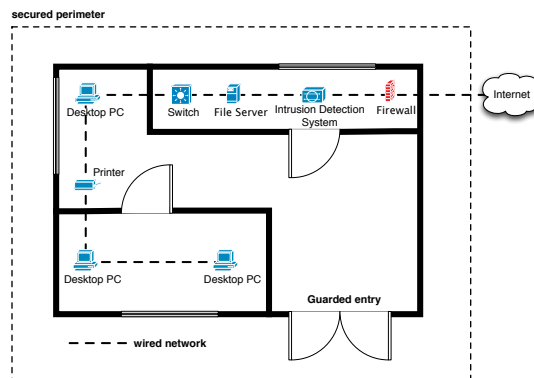 secured perimeter
Desktop PC
Switch
File Server
Intrusion Detection
System
Firewall
Internet
Printer
Desktop PC
Desktop PC
Guarded entry
wired network